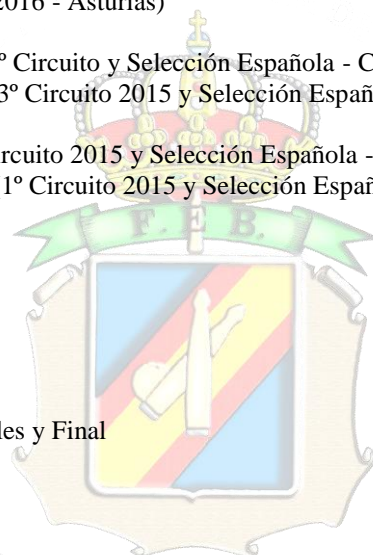 2016 - Asturias)
º Circuito y Selección Española - C
3º Circuito 2015 y Selección Españ
rcuito 2015 y Selección Española -
1º Circuito 2015 y Selección Españ
F. E. B.
les y Final